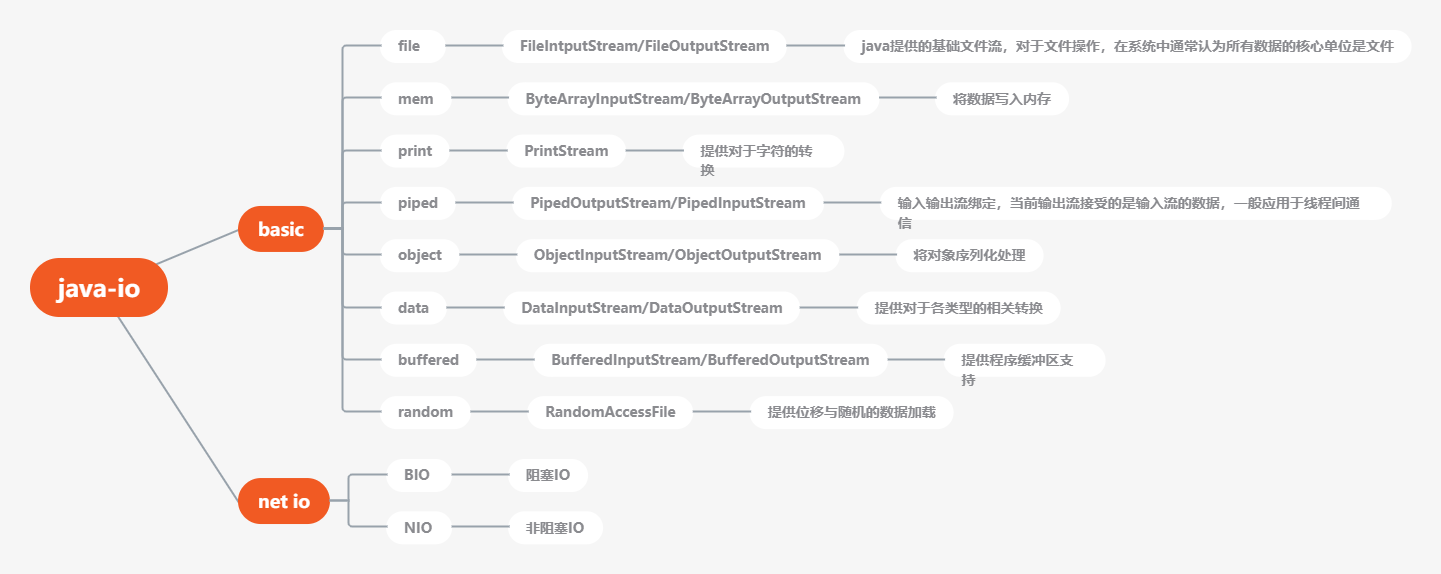 java-io
basic
file
FileIntputStream/FileOutputStream
java提供的基础文件流，对于文件操作，在系统中通常认为所有数据的核心单位是文件
mem
ByteArrayInputStream/ByteArrayOutputStream
将数据写入内存
print
PrintStream
提供对于字符的转
换
piped
PipedOutputStream/PipedInputStream
输入输出流绑定，当前输出流接受的是输入流的数据，一般应用于线程间通
信
object
ObjectInputStream/ObjectOutputStream
将对象序列化处理
data
DataInputStream/DataOutputStream
提供对于各类型的相关转换
buffered
BufferedInputStream/BufferedOutputStream
提供程序缓冲区支
持
random
RandomAccessFile
提供位移与随机的数据加载
net io
BIO
阻塞IO
NIO
非阻塞IO